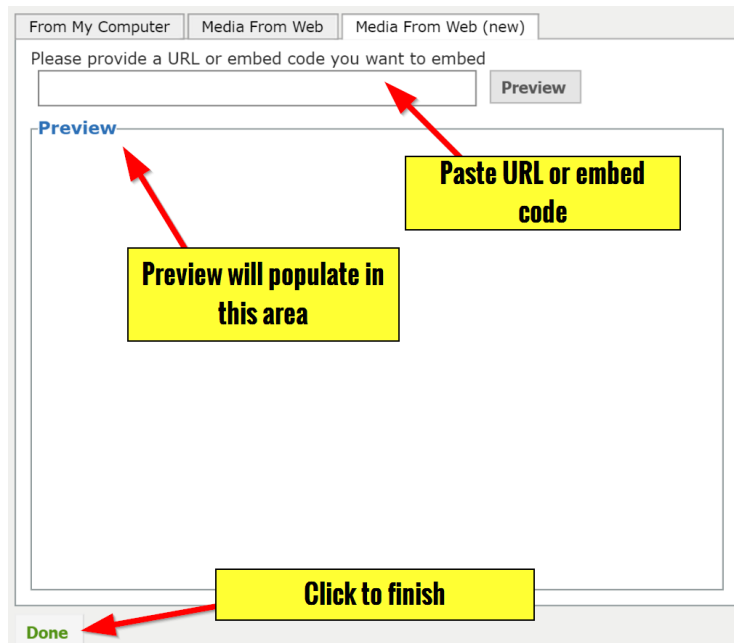 From My Computer Media From Web Media From Web (new)
Please provide a URL or embed code you want to embed
Preview
Preview
Paste URL or embed
code
Preview will populate in
this area
Click to finish
Done